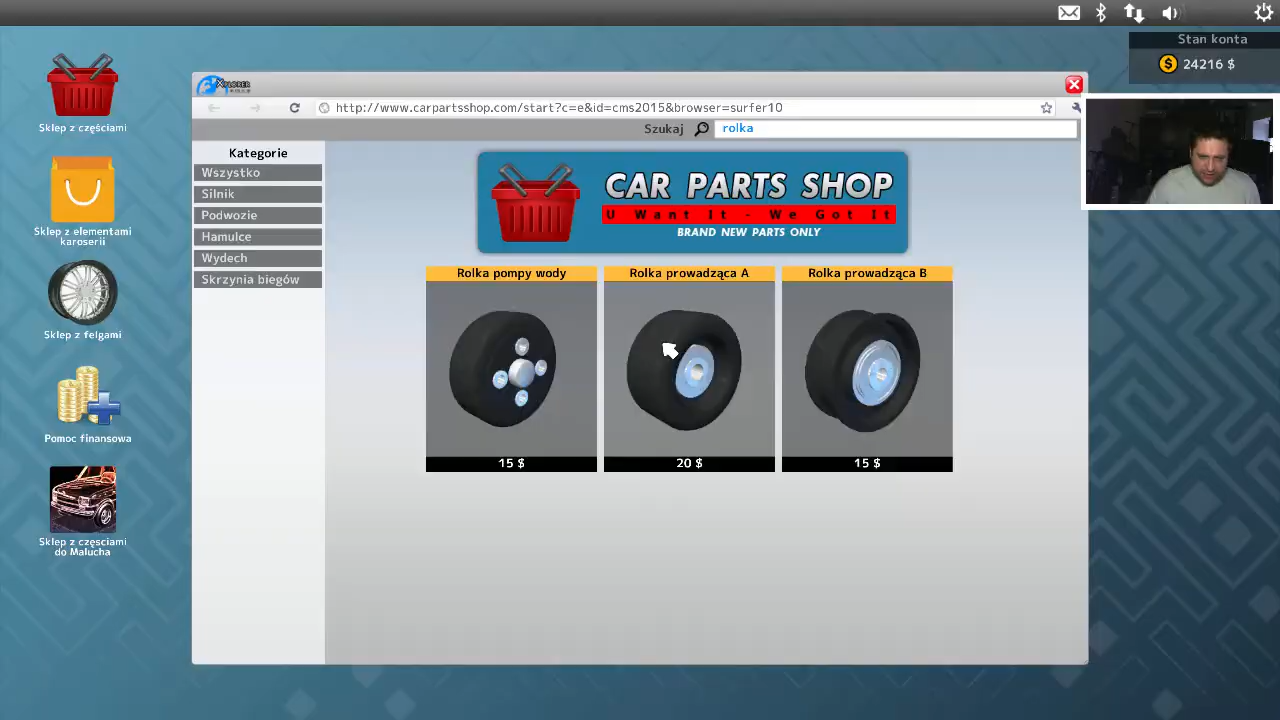 Stan konta
$ 24216 $
Sklep z częściami
Sklep z elementami
karoserii
Sklep z felgami
Pomoc finansowa
Sklep z częsciami
do Malucha
XPLORER
http://www.carpartsshop.com/start?c=e&id=cms2015&browser=surfer10
Szukaj rolka
Kategorie
Wszystko
Silnik
Podwozie
Hamulce
Wydech
Skrzynia biegów
CAR PARTS SHOP
U Want It - We Got It
BRAND NEW PARTS ONLY
Rolka pompy wody
15 $
Rolka prowadząca A
20 $
Rolka prowadząca B
15 $